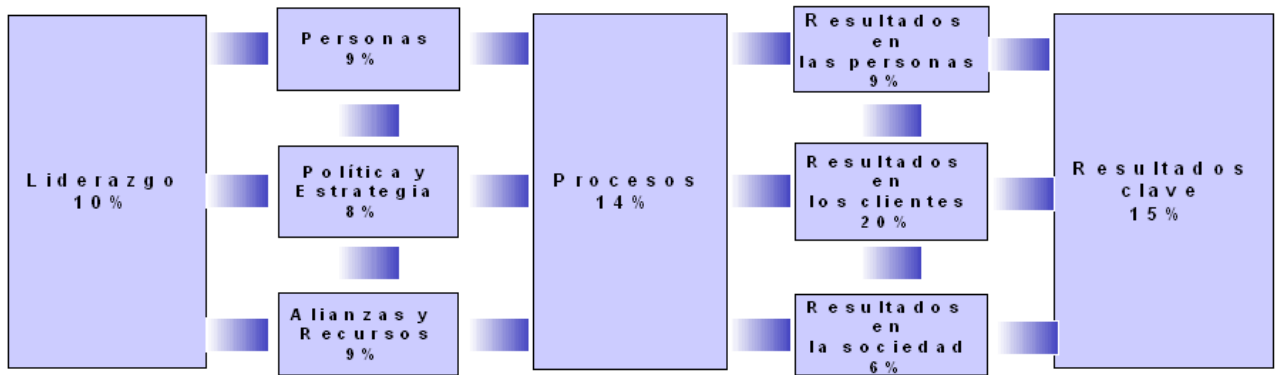 Liderazgo
10%
Personas
9%
Política y
Estrategia
8%
Alianzas y
Recursos
9%
Procesos
14%
Resultados
en
las personas
9%
Resultados
en
los clientes
20%
Resultados
en
la sociedad
6%
Resultados
clave
15%